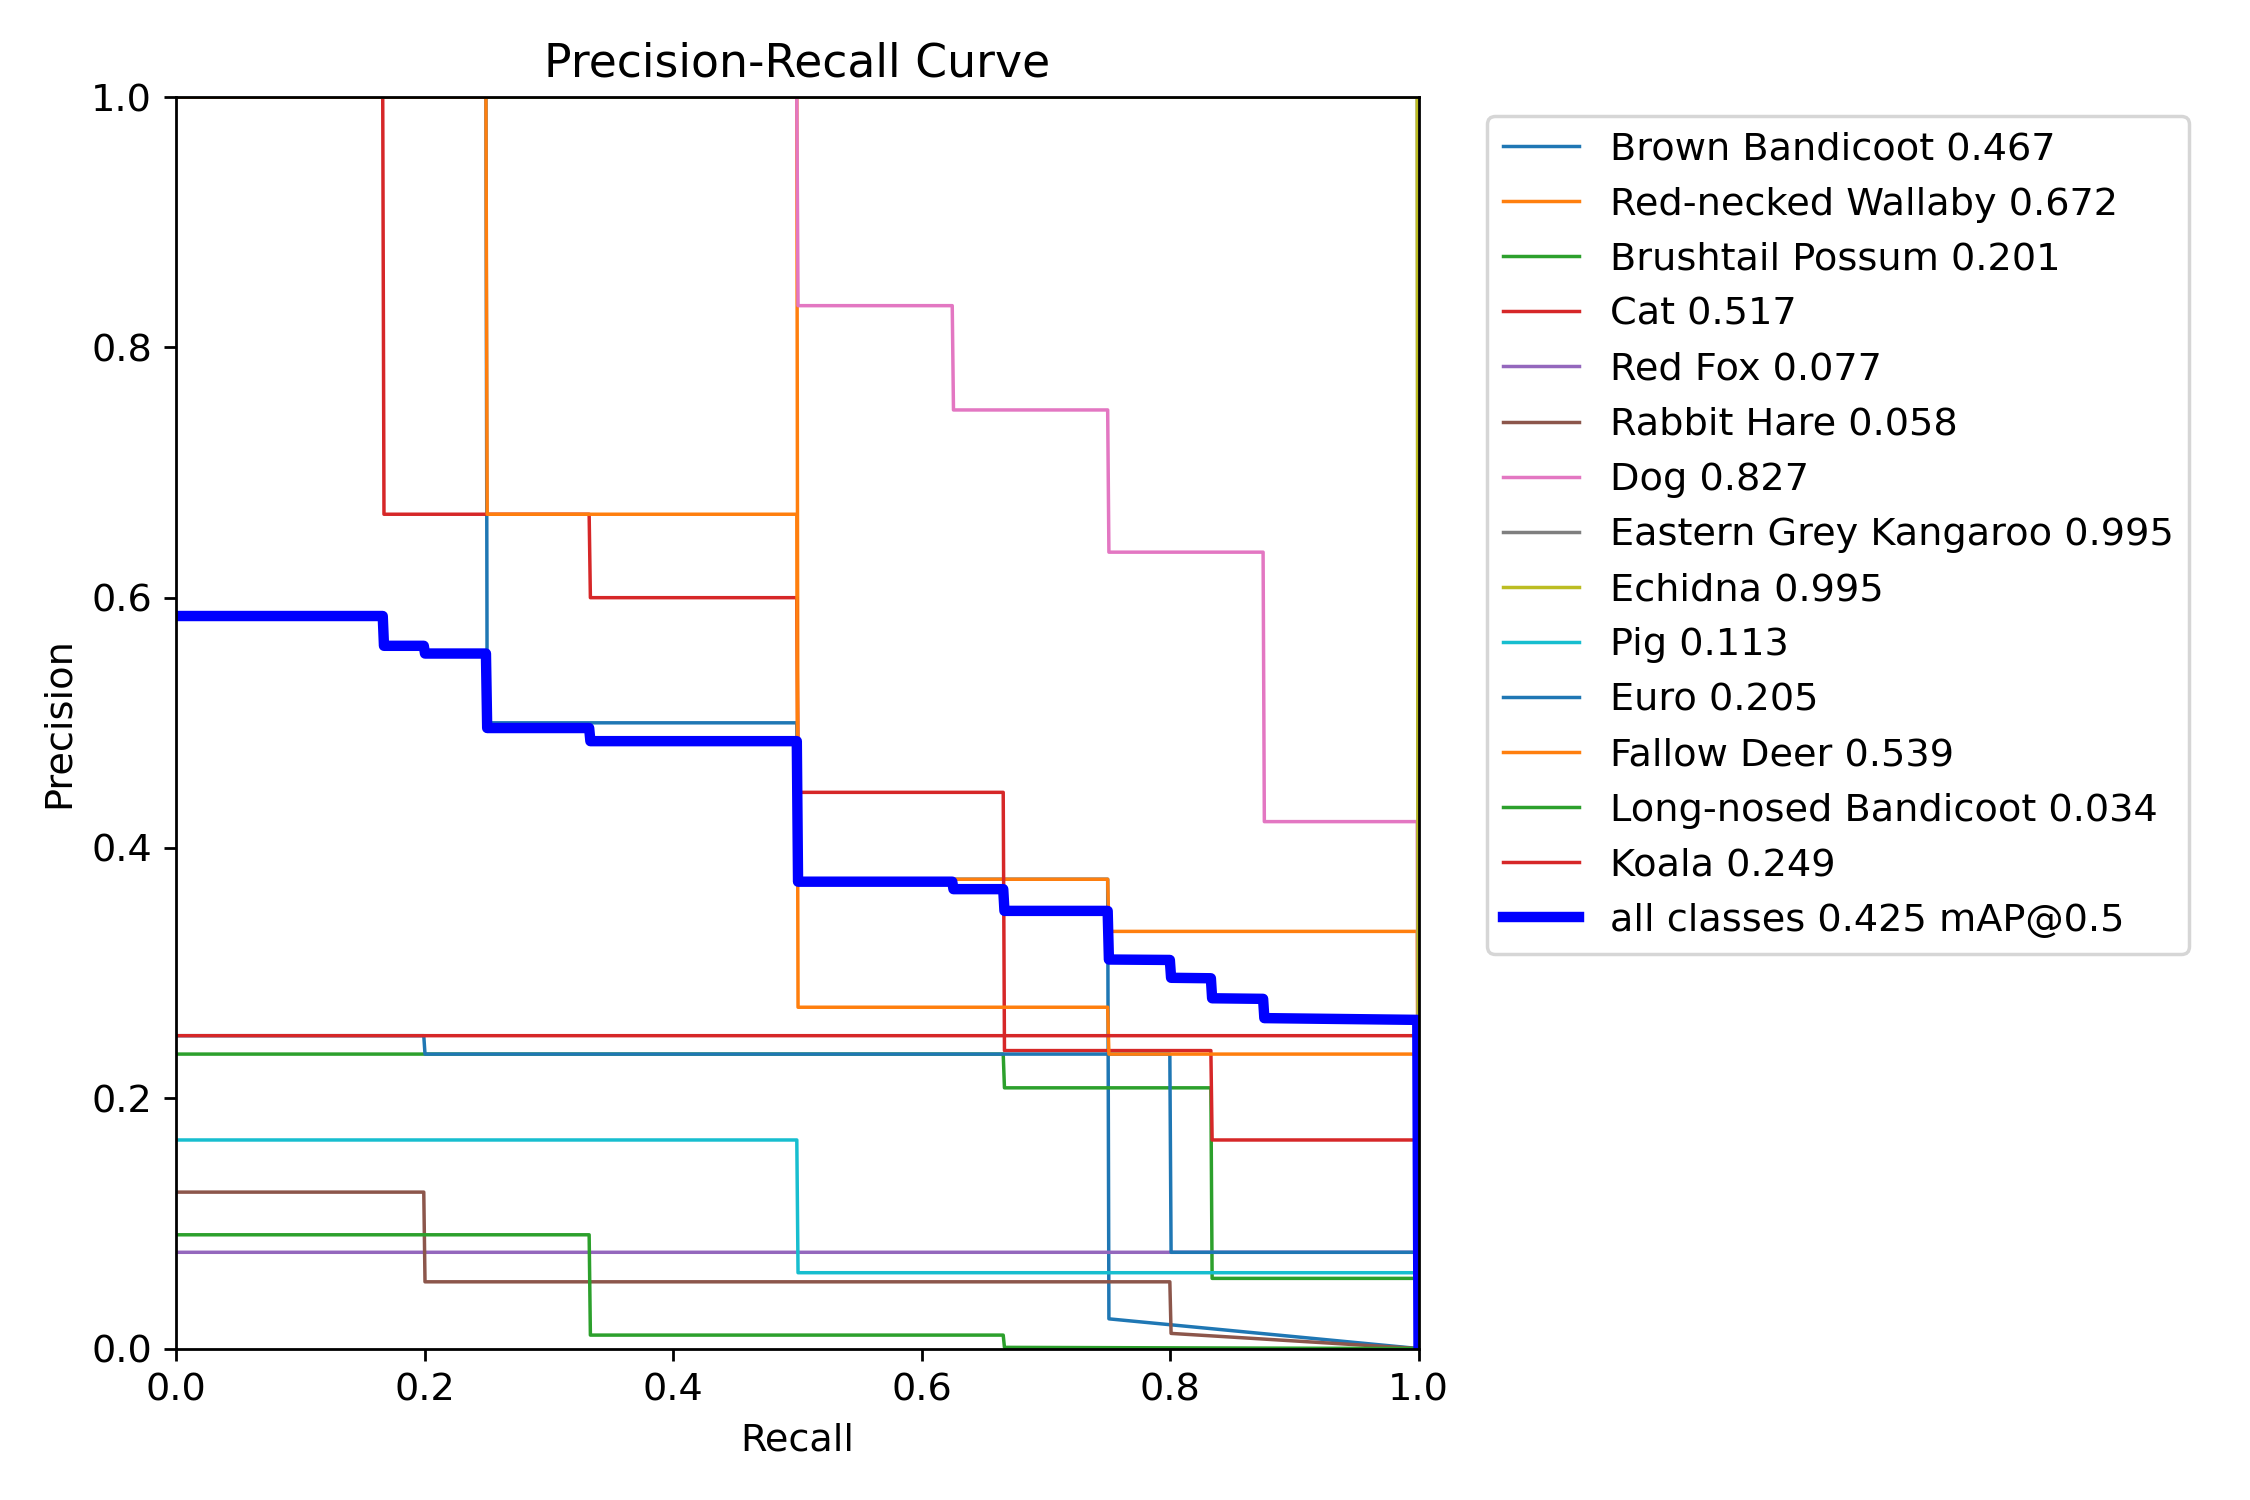 Precision-Recall Curve
1.0
0.8
0.6
0.4
0.2
0.0
Precision
0.0 0.2 0.4 0.6 0.8 1.0
Recall
Brown Bandicoot 0.467
Red-necked Wallaby 0.672
Brushtail Possum 0.201
Cat 0.517
Red Fox 0.077
Rabbit Hare 0.058
Dog 0.827
Eastern Grey Kangaroo 0.995
Echidna 0.995
Pig 0.113
Euro 0.205
Fallow Deer 0.539
Long-nosed Bandicoot 0.034
Koala 0.249
all classes 0.425 mAP@0.5